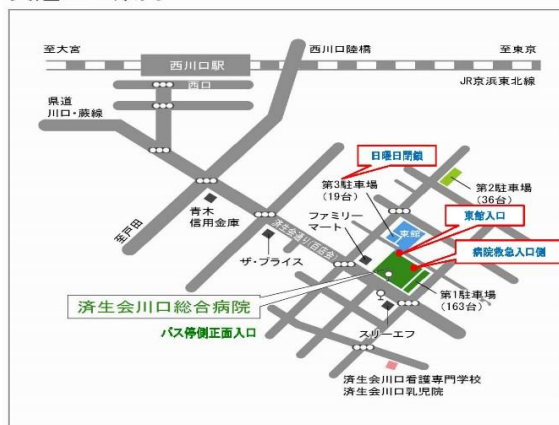 至大宮
西川口駅
西川口陸橋
至東京
西口
JR京浜東北線
県道
川口・蕨線
日曜日閉鎖
第3駐車場
(19台)
第2駐車場
(36台)
至戸田
青木
信用金庫
済生会通り(百店会)
ファミリー
マート
東館
東館入口
ザ・プライス
病院救急入口側
済生会川口総合病院
第1駐車場
(163台)
バス停側正面入口
スリーエフ
済生会川口看護専門学校
済生会川口乳児院